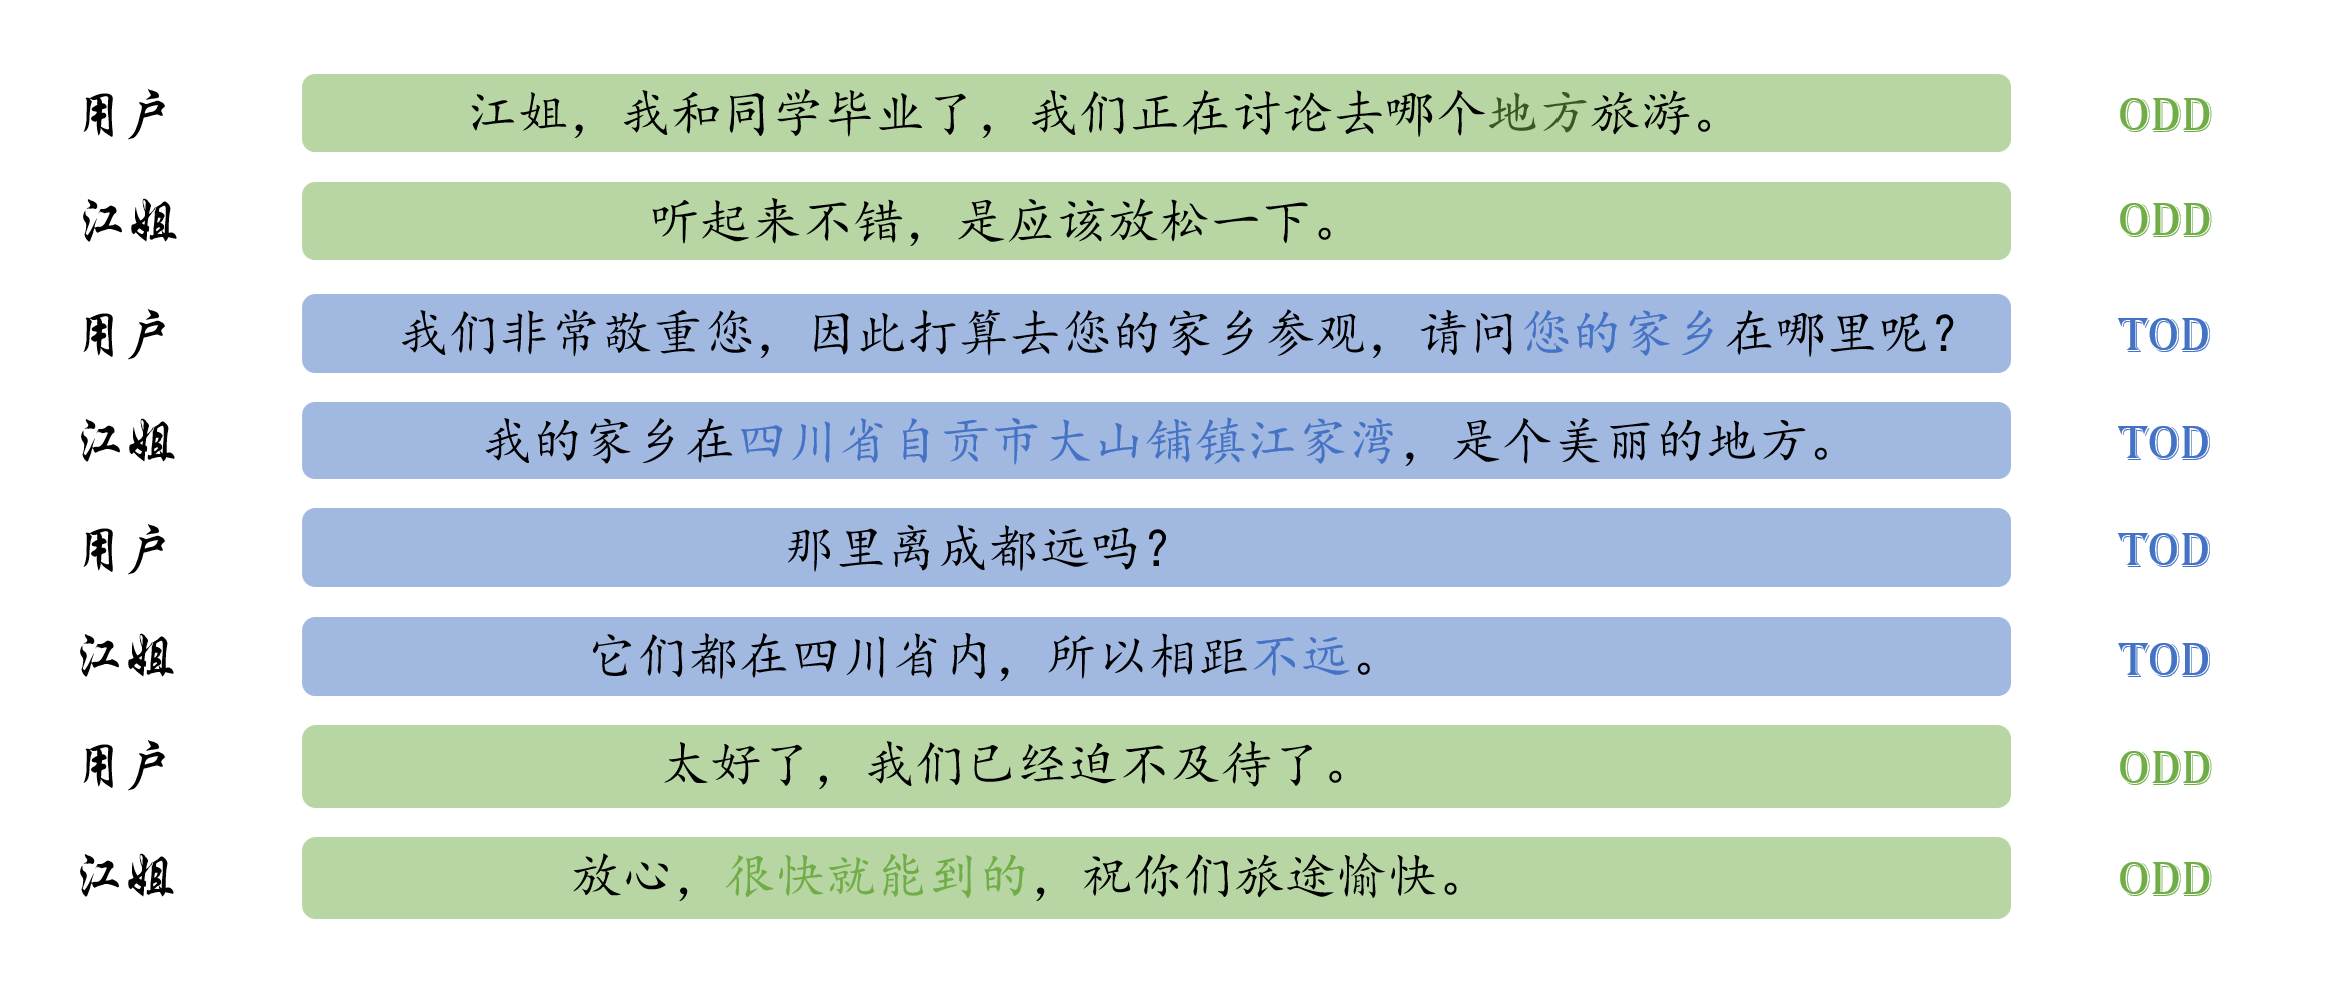 用户 江姐，我和同学毕业了，我们正在讨论去哪个地方旅游。 ODD
江姐 听起来不错，是应该放松一下。 ODD
用户 我们非常敬重您，因此打算去您的家乡参观，请问您的家乡在哪里呢？ TOD
江姐 我的家乡在四川省自贡市大山铺镇江家湾，是个美丽的地方。 TOD
用户 那里离成都远吗？ TOD
江姐 它们都在四川省内，所以相距不远。 TOD
用户 太好了，我们已经迫不及待了。 ODD
江姐 放心，很快就能到的，祝你们旅途愉快。 ODD